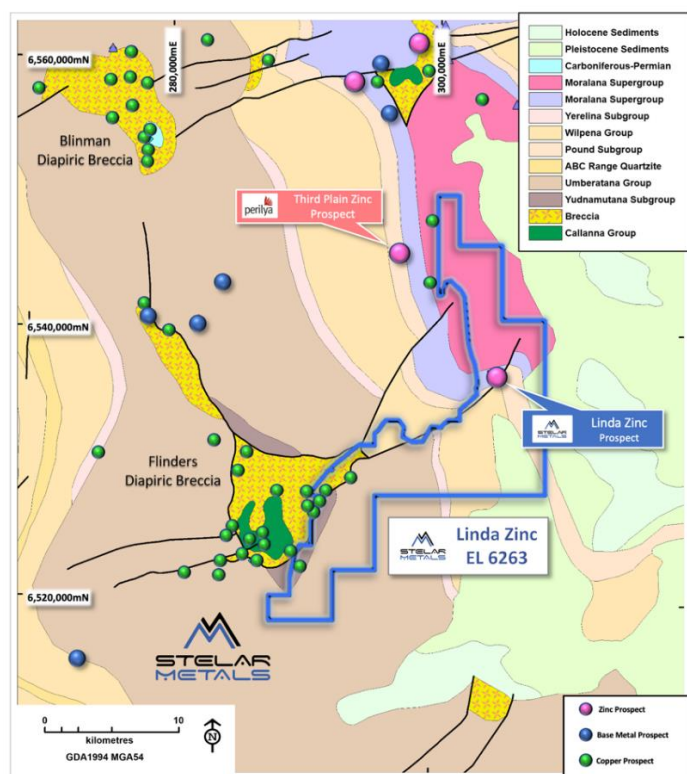 6,560,000mN
280,000mE
300,000mE
Holocene Sediments
Pleistocene Sediments
Carboniferous-Permian
Moralana Supergroup
Moralana Supergroup
Yerelina Subgroup
Wilpena Group
Pound Subgroup
ABC Range Quartzite
Umberatana Group
Yudnamutana Subgroup
Breccia
Callanna Group
Blinman
Diapiric Breccia
perilya
Third Plain Zinc
Prospect
6,540,000mN
STELAR
METALS
Linda Zinc
Prospect
Flinders
Diapiric Breccia
STELAR
METALS
Linda Zinc
EL 6263
6,520,000mN
STELAR
METALS
0 10
kilometres
GDA1994 MGA54
N
Zinc Prospect
Base Metal Prospect
Copper Prospect